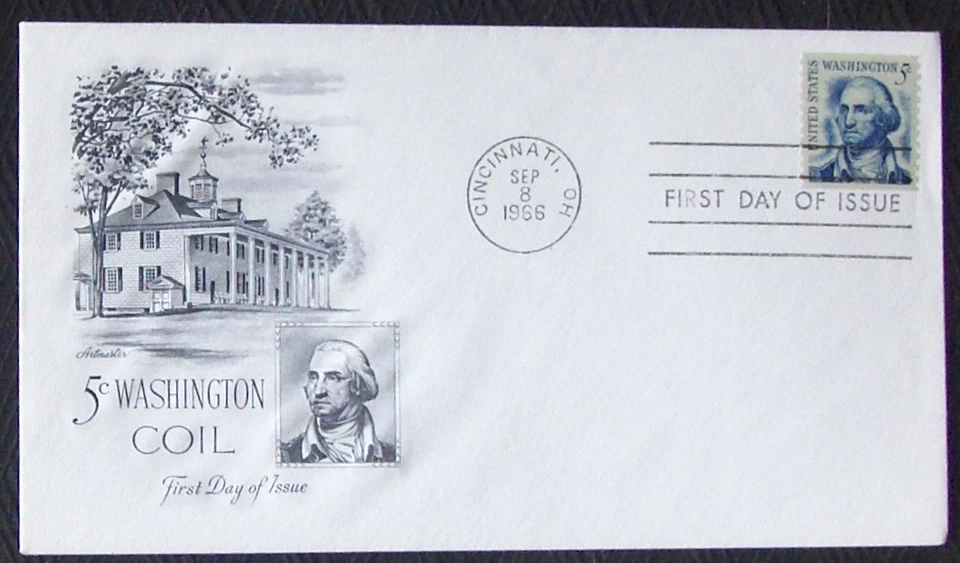 Artmaster
5c WASHINGTON
COIL
First Day of Issue
CINCINNATI, OH
SEP
8
1966
UNITED STATES
WASHINGTON 5c
FIRST DAY OF ISSUE